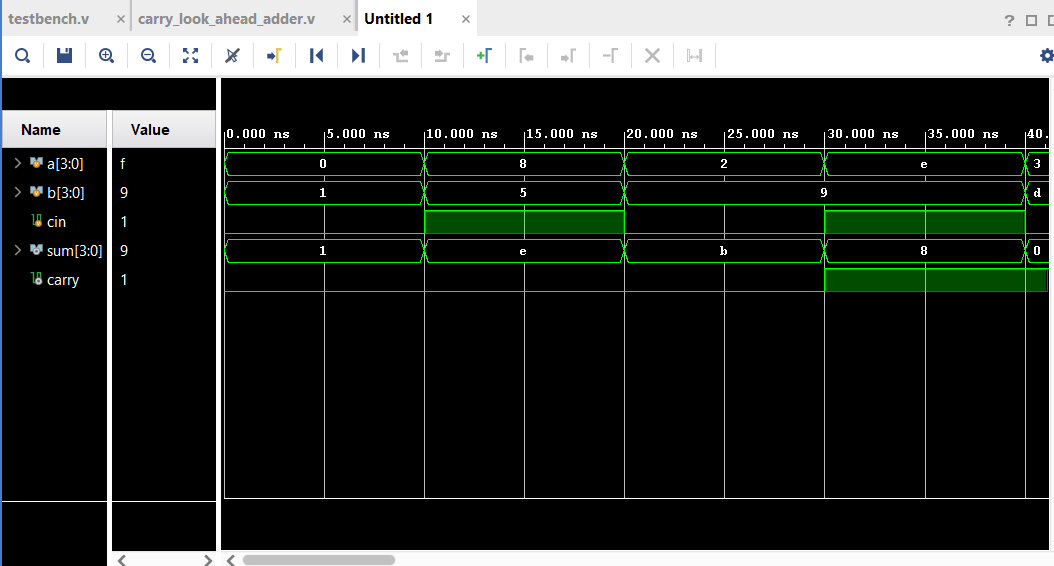 testbench.v × carry_look_ahead_adder.v × Untitled 1 × ?
Name Value 0.000 ns 5.000 ns 10.000 ns 15.000 ns 20.000 ns 25.000 ns 30.000 ns 35.000 ns 40.
a[3:0] f 0 8 2 e 3
b[3:0] 9 1 5 9 d
cin 1
sum[3:0] 9 1 e b 8 0
carry 1